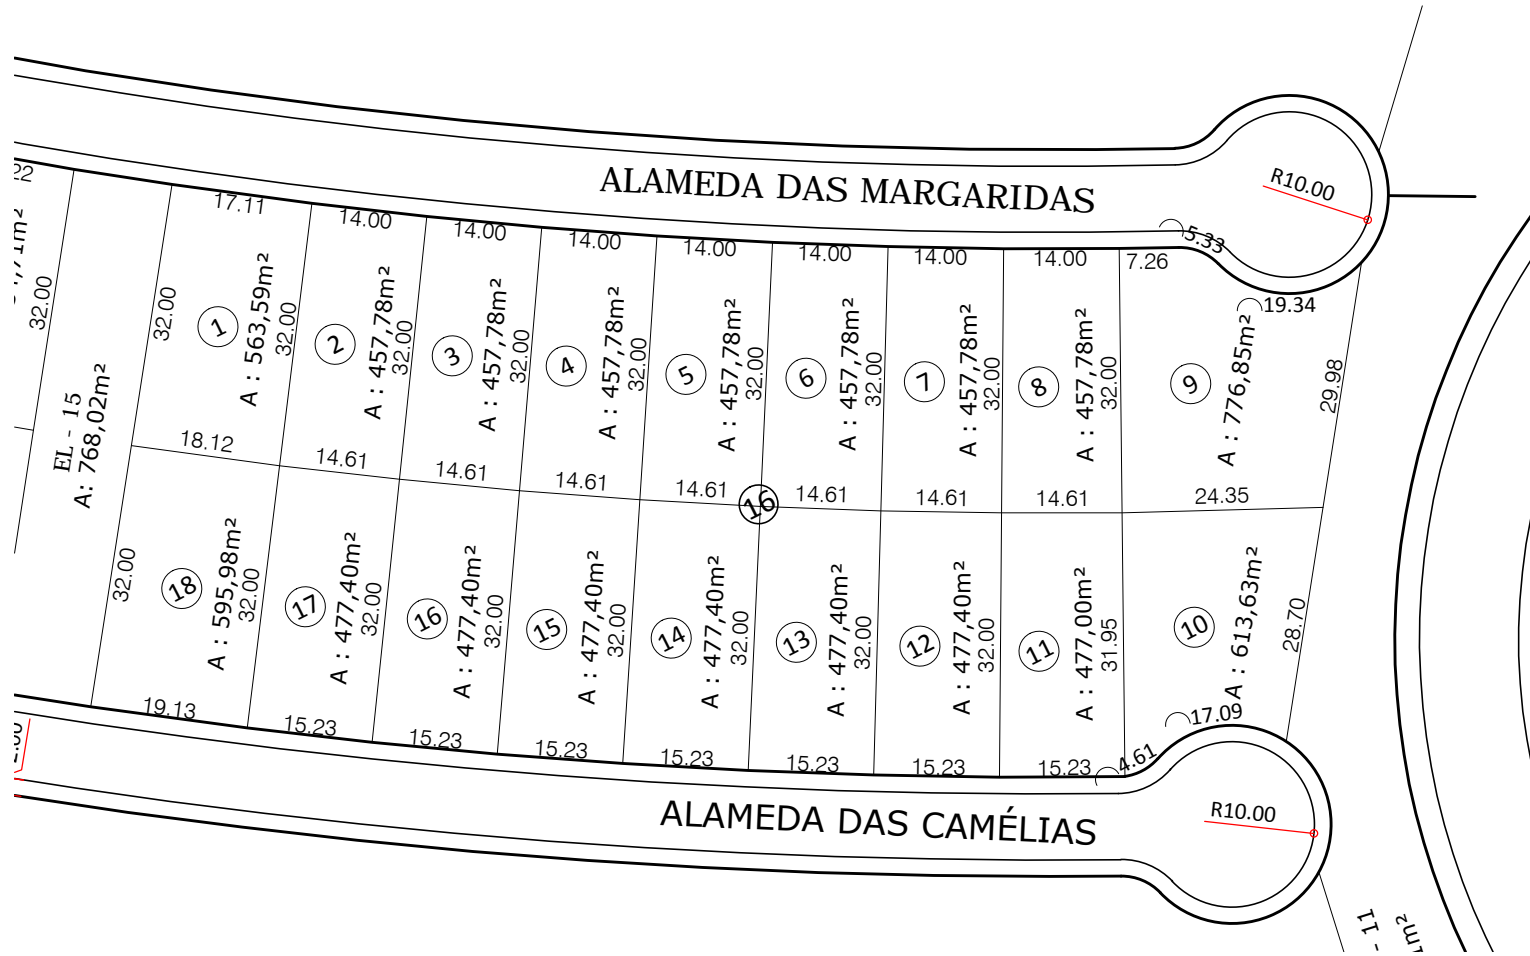 ALAMEDA DAS MARGARIDAS
R10.00
5.33
19.34
22
17.11
14.00
14.00
14.00
14.00
14.00
14.00
14.00
7.26
32.00
EL - 15
A: 768,02m²
32.00
1
A : 563,59m²
32.00
2
A : 457,78m²
32.00
3
A : 457,78m²
32.00
4
A : 457,78m²
32.00
5
A : 457,78m²
32.00
6
A : 457,78m²
32.00
7
A : 457,78m²
32.00
8
A : 457,78m²
32.00
9
A : 776,85m²
29.98
18.12
14.61
14.61
14.61
14.61
16
14.61
14.61
14.61
24.35
32.00
18
A : 595,98m²
32.00
17
A : 477,40m²
32.00
16
A : 477,40m²
32.00
15
A : 477,40m²
32.00
14
A : 477,40m²
32.00
13
A : 477,40m²
32.00
12
A : 477,40m²
32.00
11
A : 477,00m²
31.95
10
A : 613,63m²
28.70
19.13
15.23
15.23
15.23
15.23
15.23
15.23
15.23
4.61
17.09
R10.00
ALAMEDA DAS CAMÉLIAS
- 11
m²